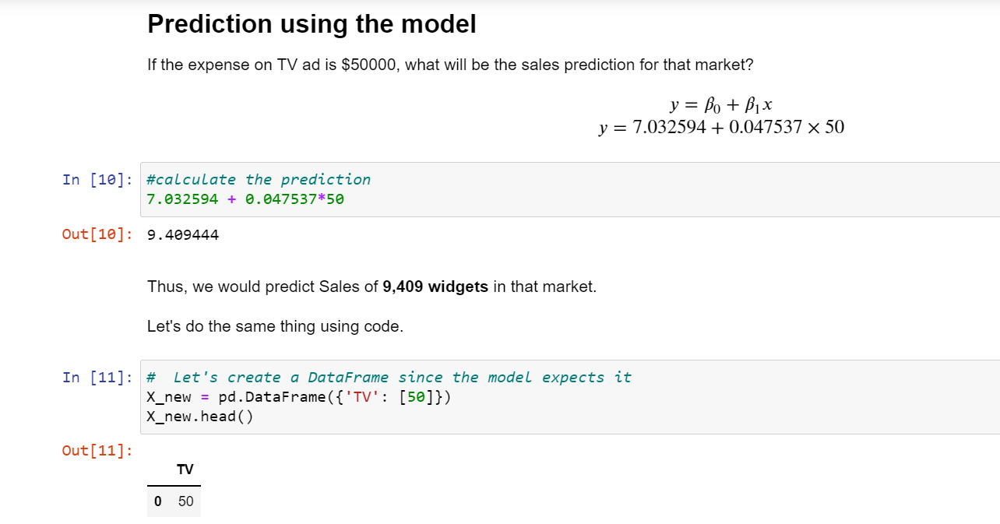 Prediction using the model
If the expense on TV ad is $50000, what will be the sales prediction for that market?
y = β₀ + β₁x
y = 7.032594 + 0.047537 × 50
In [10]: #calculate the prediction
7.032594 + 0.047537*50
Out[10]: 9.409444
Thus, we would predict Sales of 9,409 widgets in that market.
Let's do the same thing using code.
In [11]: #  Let's create a DataFrame since the model expects it
X_new = pd.DataFrame({'TV': [50]})
X_new.head()
Out[11]:
TV
0 50